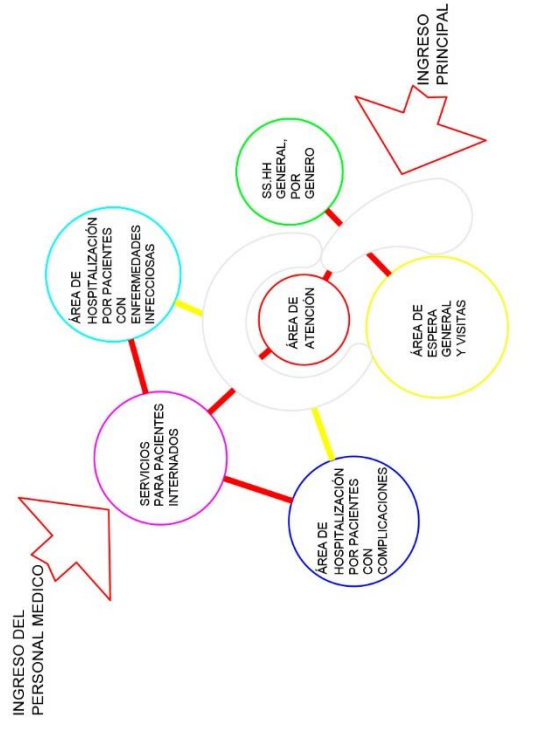 INGRESO DEL
PERSONAL MEDICO
SERVICIOS
PARA PACIENTES
INTERNADOS
ÁREA DE
HOSPITALIZACIÓN
POR PACIENTES
CON
ENFERMEDADES
INFECCIOSAS
ÁREA DE
HOSPITALIZACIÓN
POR PACIENTES
CON
COMPLICACIONES
ÁREA DE
ATENCIÓN
SS.HH
GENERAL,
POR
GENERO
ÁREA DE
ESPERA
GENERAL
Y VISITAS
INGRESO
PRINCIPAL